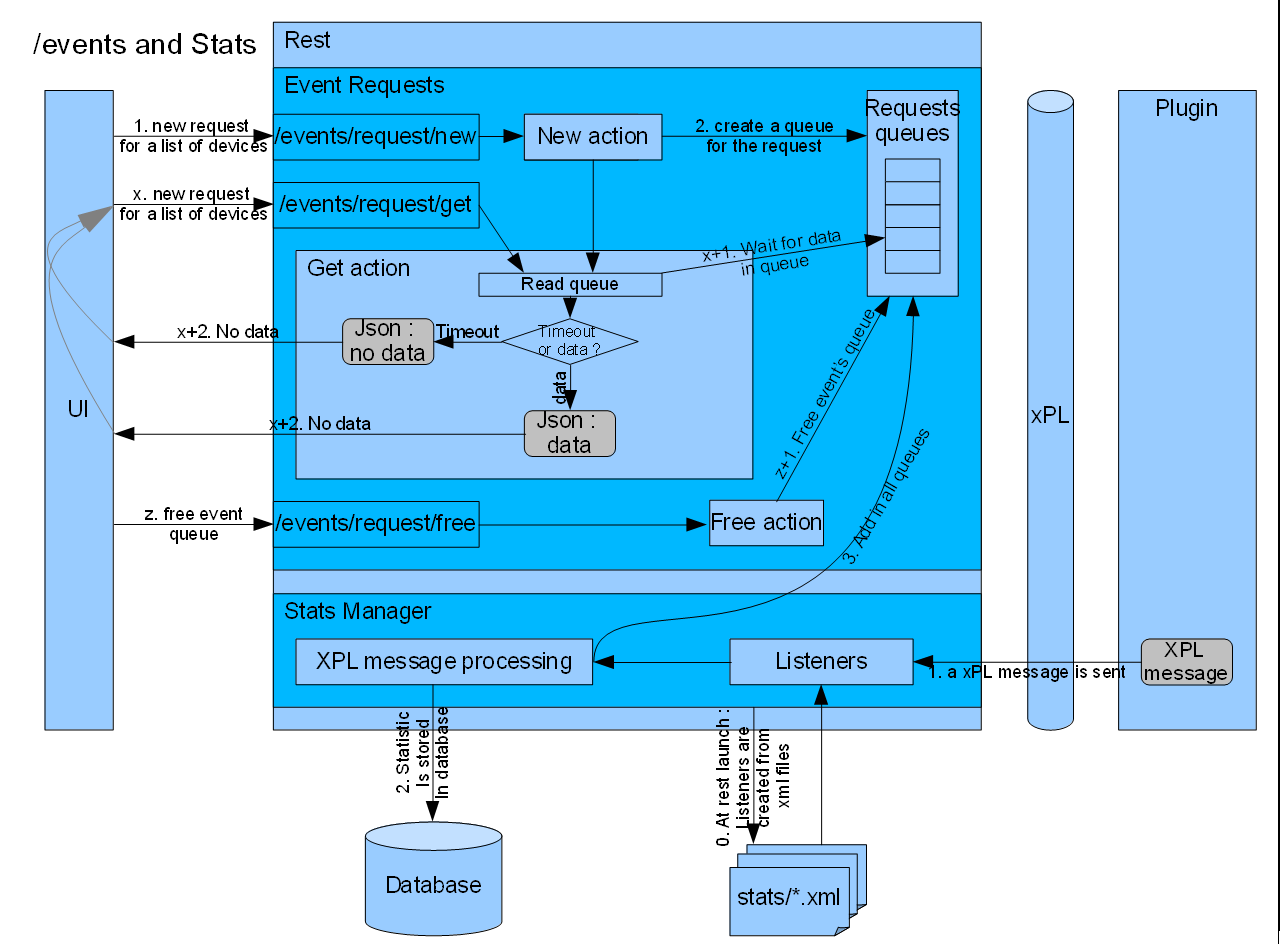 /events and Stats
Rest
Event Requests
Requests
queues
Plugin
1. new request
for a list of devices
/events/request/new
New action
2. create a queue
for the request
x. new request
for a list of devices
/events/request/get
x+1. Wait for data
in queue
Get action
Read queue
x+2. No data
Json :
no data
Timeout
Timeout
or data ?
data
UI
x+2. No data
Json :
data
xPL
z+1. Free event's queue
3. Add in all queues
z. free event
queue
/events/request/free
Free action
Stats Manager
XPL message processing
Listeners
1. a xPL message is sent
XPL
message
2. Statistic
Is stored
In database
0. At rest launch :
Listeners are
created from
xml files
Database
stats/*.xml